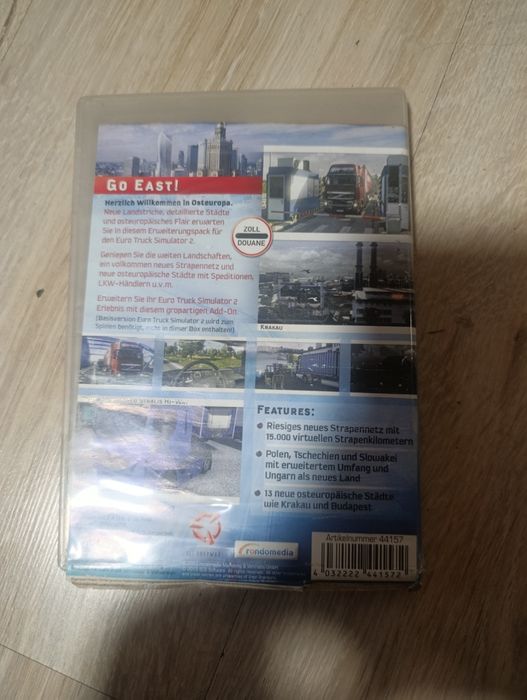 GO EAST!
Herzlich Willkommen in Osteuropa.
Neue Landstriche, detaillierte Städte
und osteuropäisches Flair erwarten
Sie in diesem Erweiterungspack für
den Euro Truck Simulator 2.
ZOLL
DOUANE
Genießen Sie die weiten Landschaften,
ein vollkommen neues Straßennetz und
neue osteuropäische Städte mit Speditionen,
LKW-Händlern u.v.m.
Erweitern Sie Ihr Euro Truck Simulator 2
Erlebnis mit diesem großartigen Add-On.
(Basisversion Euro Truck Simulator 2 wird zum
Spielen benötigt, nicht in dieser Box enthalten!)
KRAKAU
FEATURES:
Riesiges neues Straßennetz mit
15.000 virtuellen Straßenkilometern
Polen, Tschechien und Slowakei
mit erweitertem Umfang und
Ungarn als neues Land
13 neue osteuropäische Städte
wie Krakau und Budapest
rondomedia
Artikelnummer 44157
4 032222 441572